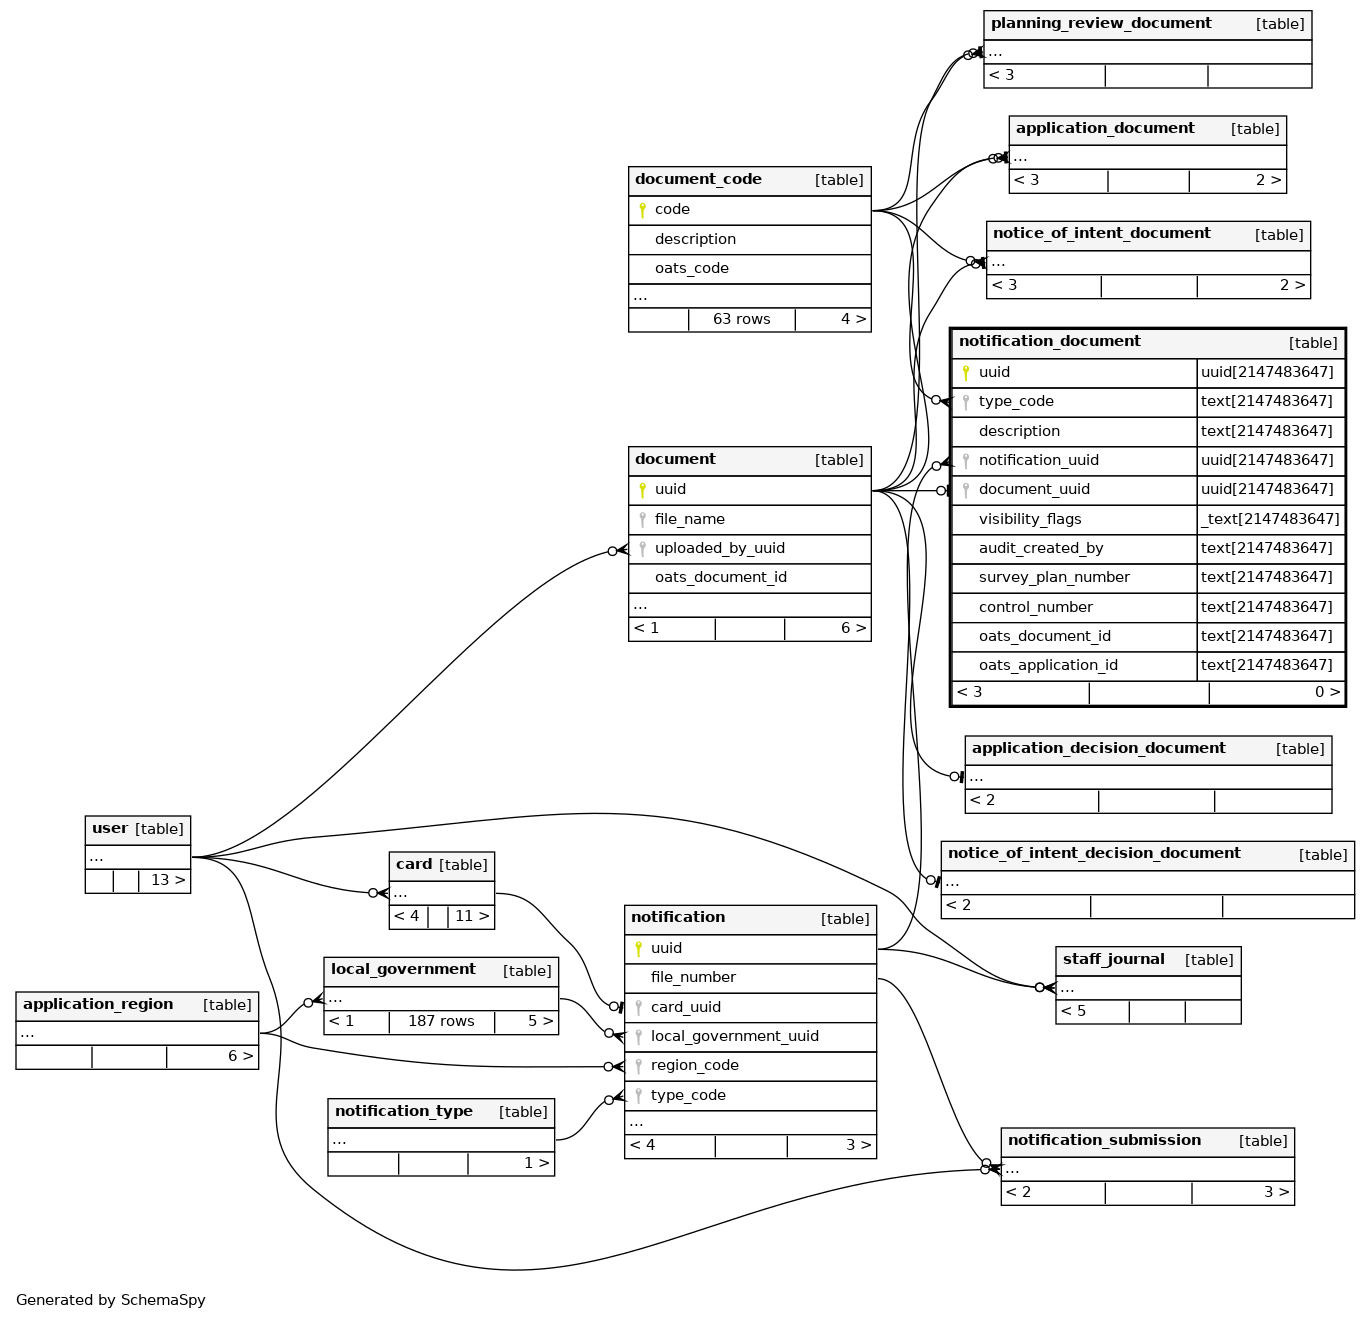 planning_review_document [table]
...
< 3
application_document [table]
...
< 3 2 >
document_code [table]
code
description
oats_code
...
63 rows 4 >
notice_of_intent_document [table]
...
< 3 2 >
notification_document [table]
uuid uuid[2147483647]
type_code text[2147483647]
description text[2147483647]
notification_uuid uuid[2147483647]
document_uuid uuid[2147483647]
visibility_flags _text[2147483647]
audit_created_by text[2147483647]
survey_plan_number text[2147483647]
control_number text[2147483647]
oats_document_id text[2147483647]
oats_application_id text[2147483647]
< 3 0 >
document [table]
uuid
file_name
uploaded_by_uuid
oats_document_id
...
< 1 6 >
application_decision_document [table]
...
< 2
user [table]
...
13 >
card [table]
...
< 4 11 >
notice_of_intent_decision_document [table]
...
< 2
notification [table]
uuid
file_number
card_uuid
local_government_uuid
region_code
type_code
...
< 4 3 >
staff_journal [table]
...
< 5
local_government [table]
...
< 1 187 rows 5 >
application_region [table]
...
6 >
notification_type [table]
...
1 >
notification_submission [table]
...
< 2 3 >
Generated by SchemaSpy